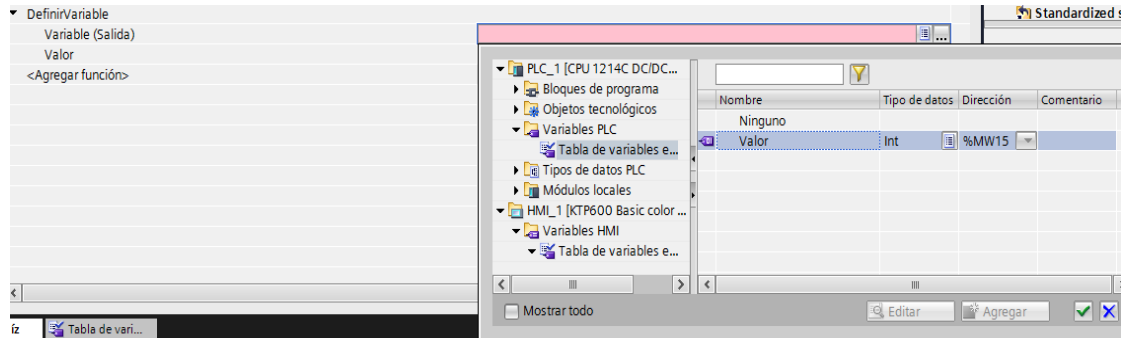 DefinirVariable
Standardized s
Variable (Salida)
...
Valor
<Agregar función>
PLC_1 [CPU 1214C DC/DC...
Bloques de programa
Objetos tecnológicos
Variables PLC
Tabla de variables e...
Tipos de datos PLC
Módulos locales
HMI_1 [KTP600 Basic color ...
Variables HMI
Tabla de variables e...
Nombre Tipo de datos Dirección Comentario
Ninguno
Valor Int %MW15
Mostrar todo
Editar Agregar
íz Tabla de vari...